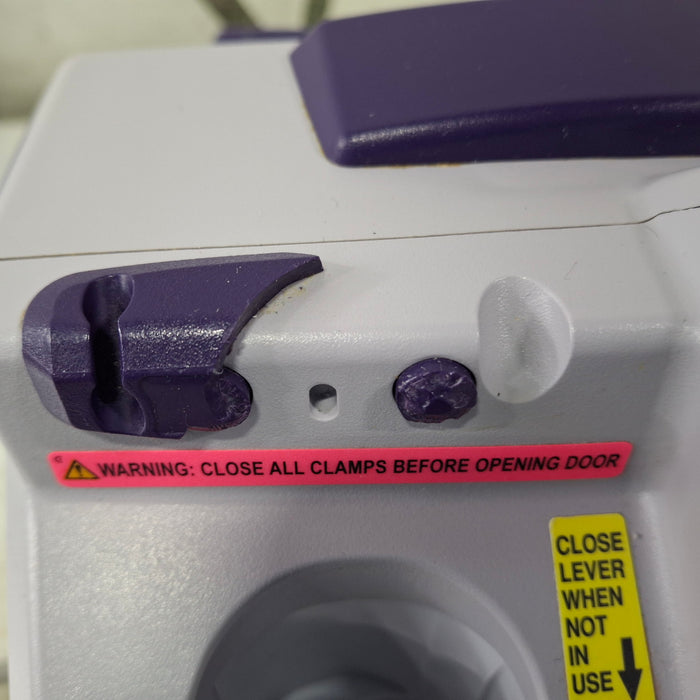 WARNING: CLOSE ALL CLAMPS BEFORE OPENING DOOR
CLOSE
LEVER
WHEN
NOT
IN
USE